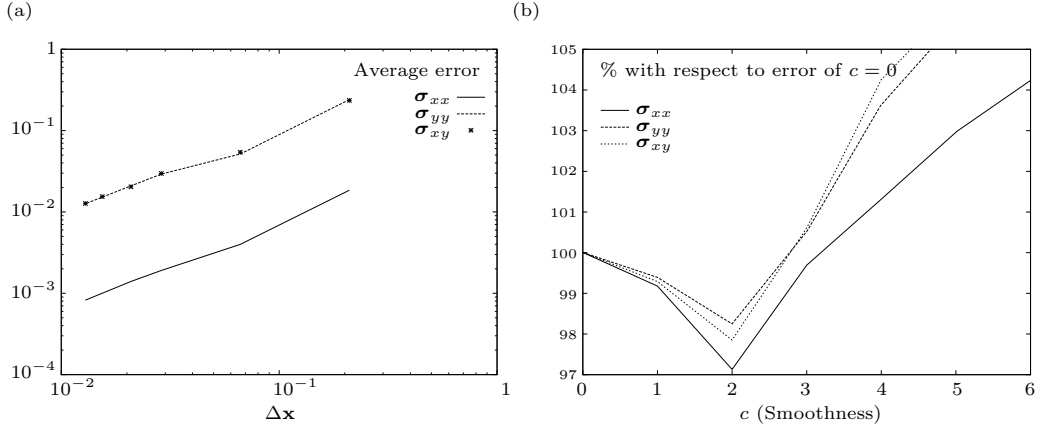 (a)
1
10⁻¹
10⁻²
10⁻³
10⁻⁴
10⁻²
10⁻¹
1
Δx
Average error
σxx
σyy
σxy
(b)
105
104
103
102
101
100
99
98
97
0 1 2 3 4 5 6
c (Smoothness)
% with respect to error of c = 0
σxx
σyy
σxy